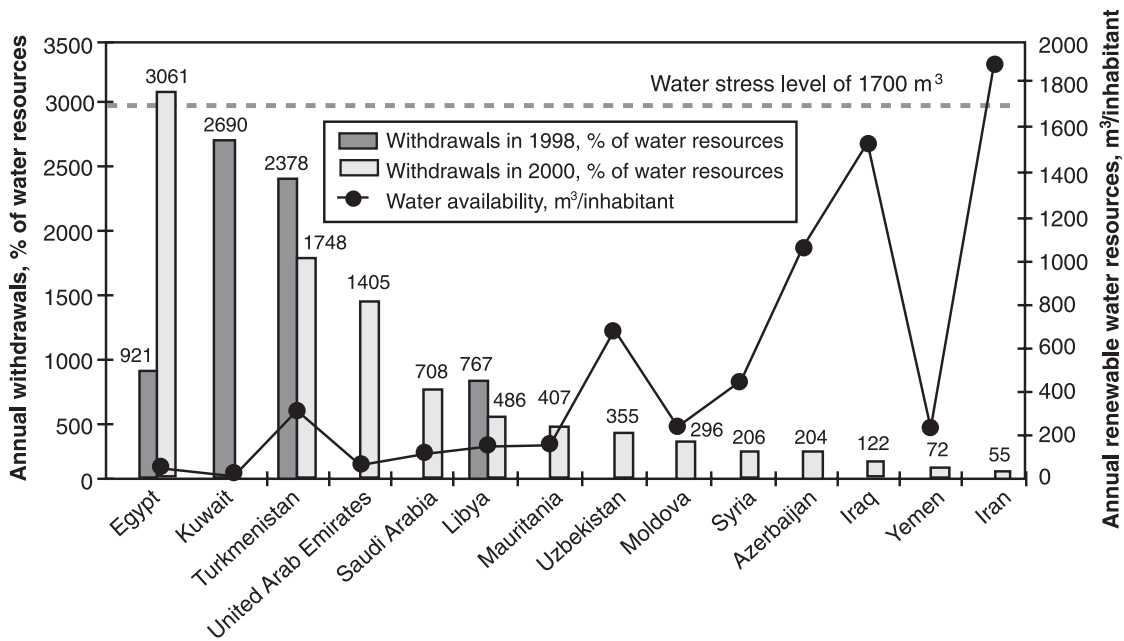 Annual withdrawals, % of water resources
3500
3000
2500
2000
1500
1000
500
0
3061
921
2690
2378
1748
1405
708
767
486
407
355
296
206
204
122
72
55
Water stress level of 1700 m³
Withdrawals in 1998, % of water resources
Withdrawals in 2000, % of water resources
Water availability, m³/inhabitant
2000
1800
1600
1400
1200
1000
800
600
400
200
0
Annual renewable water resources, m³/inhabitant
Egypt
Kuwait
Turkmenistan
United Arab Emirates
Saudi Arabia
Libya
Mauritania
Uzbekistan
Moldova
Syria
Azerbaijan
Iraq
Yemen
Iran